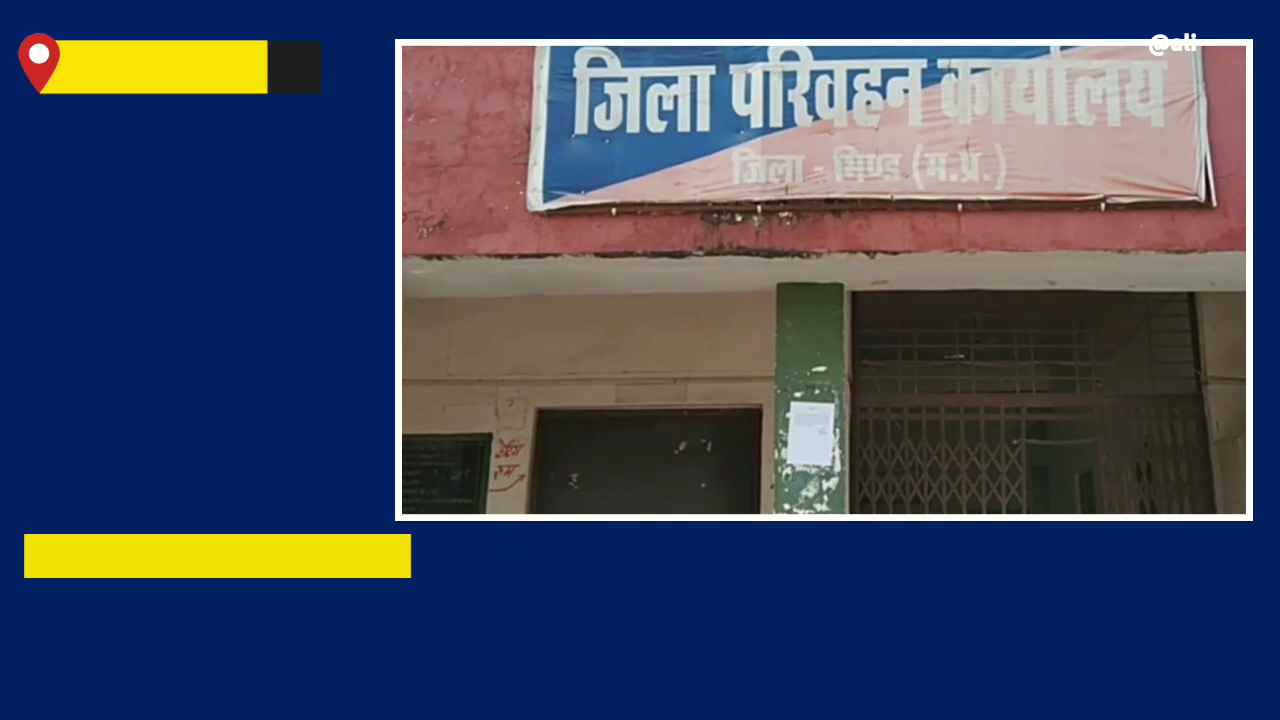 @ali
जिला परिवहन कार्यालय
जिला - भिण्ड (म.प्र.)
वेटिंग
रूम